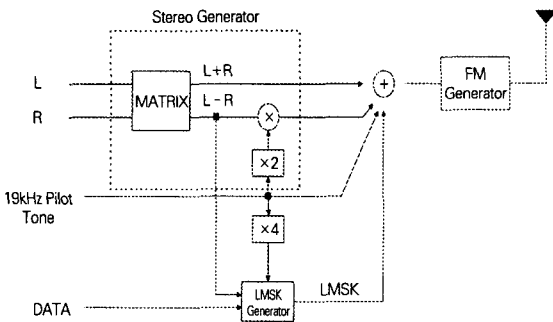 Stereo Generator
L
R
MATRIX
L+R
L−R
×
+
FM
Generator
×2
19kHz Pilot
Tone
×4
LMSK
Generator
LMSK
DATA